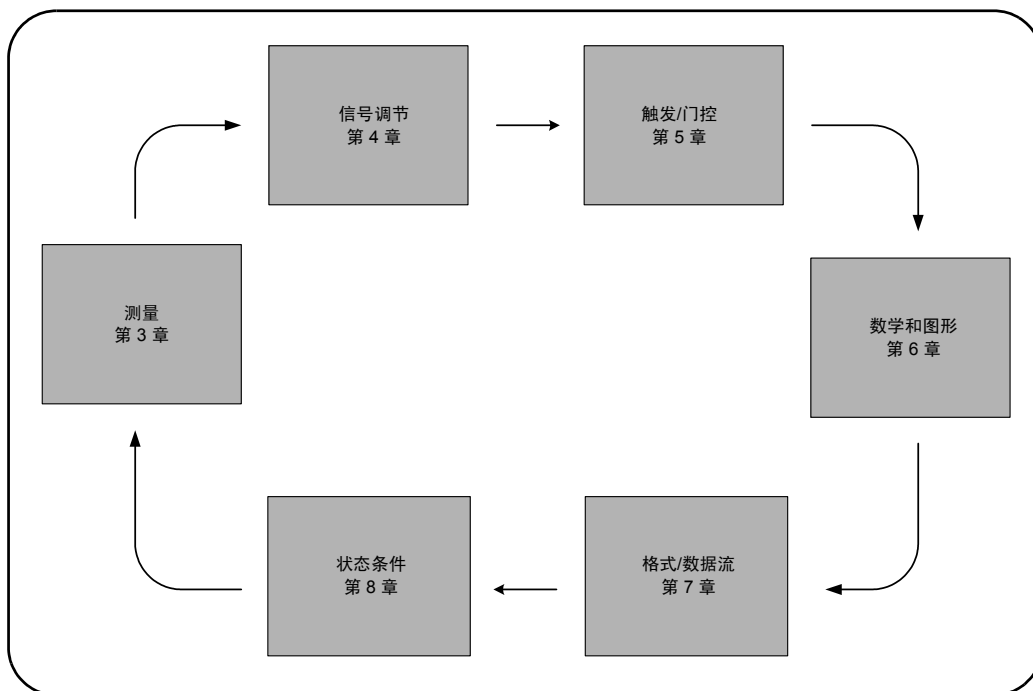 信号调节
第 4 章
触发/门控
第 5 章
测量
第 3 章
数学和图形
第 6 章
状态条件
第 8 章
格式/数据流
第 7 章